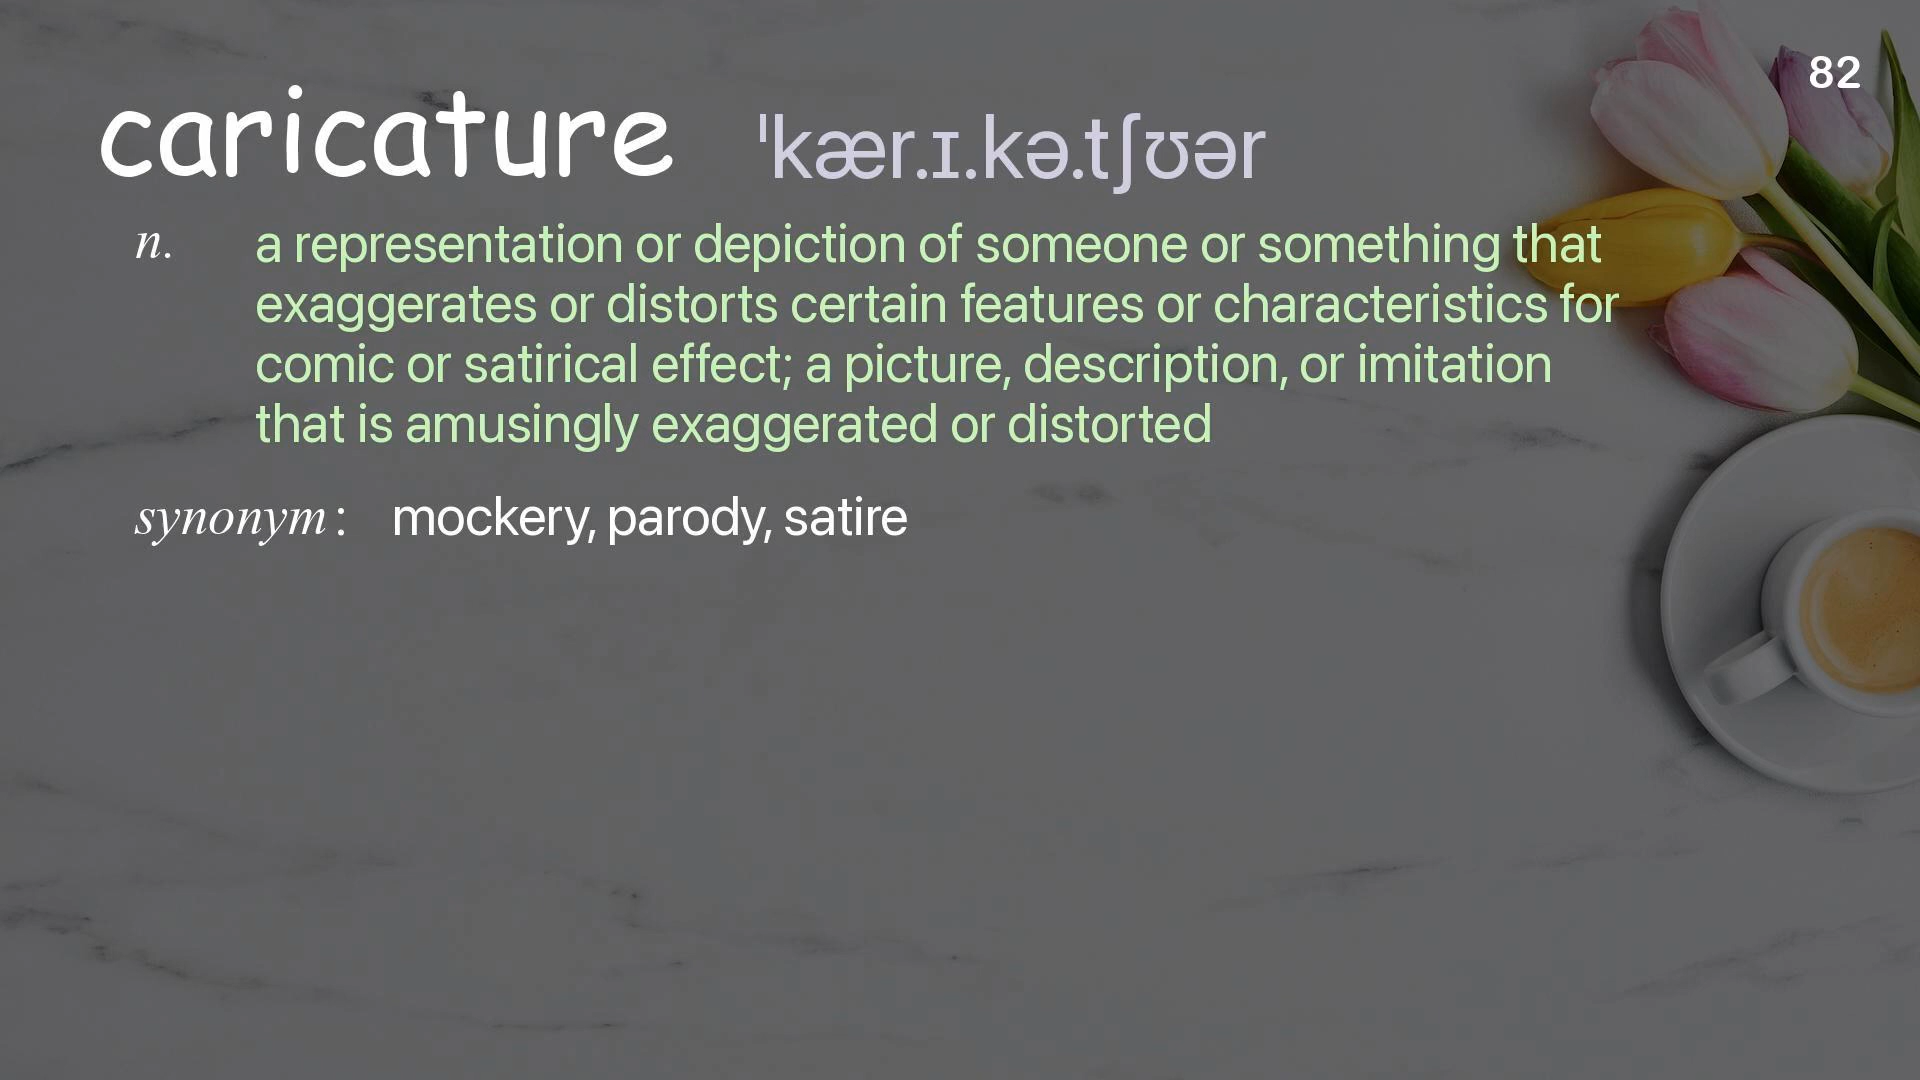 82
caricature ˈkær.ɪ.kə.tʃʊər
n. a representation or depiction of someone or something that
exaggerates or distorts certain features or characteristics for
comic or satirical effect; a picture, description, or imitation
that is amusingly exaggerated or distorted
synonym: mockery, parody, satire